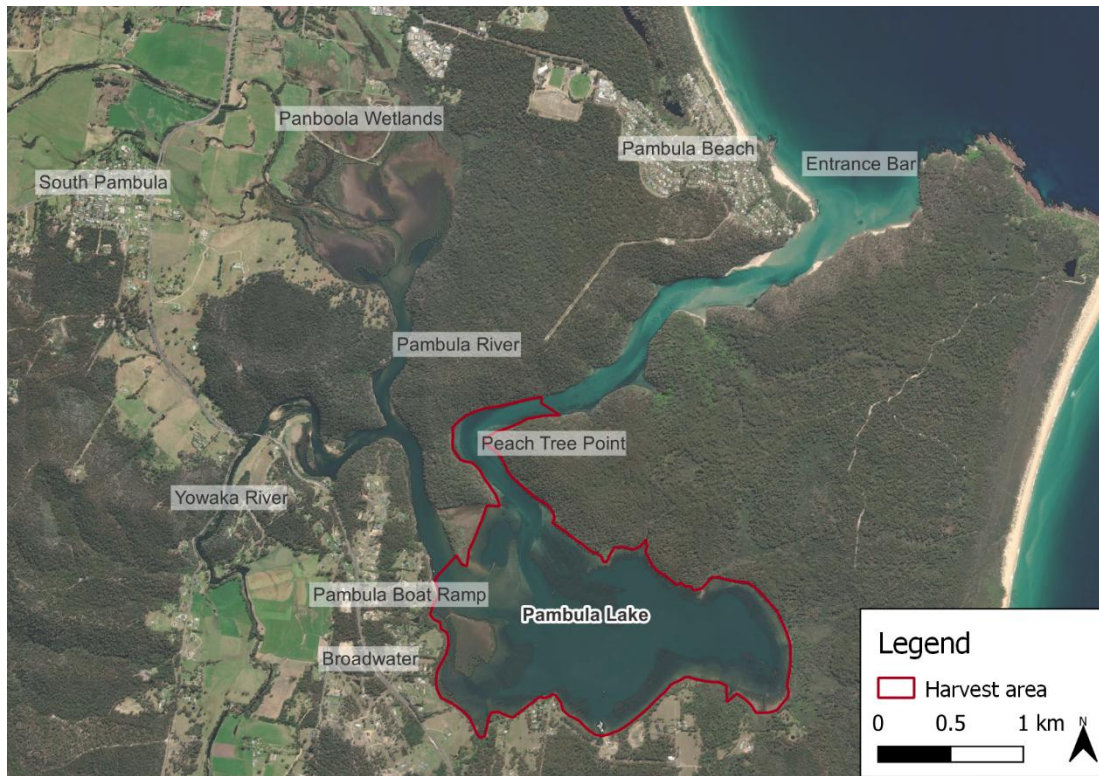 Panboola Wetlands
Pambula Beach
Entrance Bar
South Pambula
Pambula River
Peach Tree Point
Yowaka River
Pambula Boat Ramp
Pambula Lake
Broadwater
Legend
Harvest area
0 0.5 1 km
N